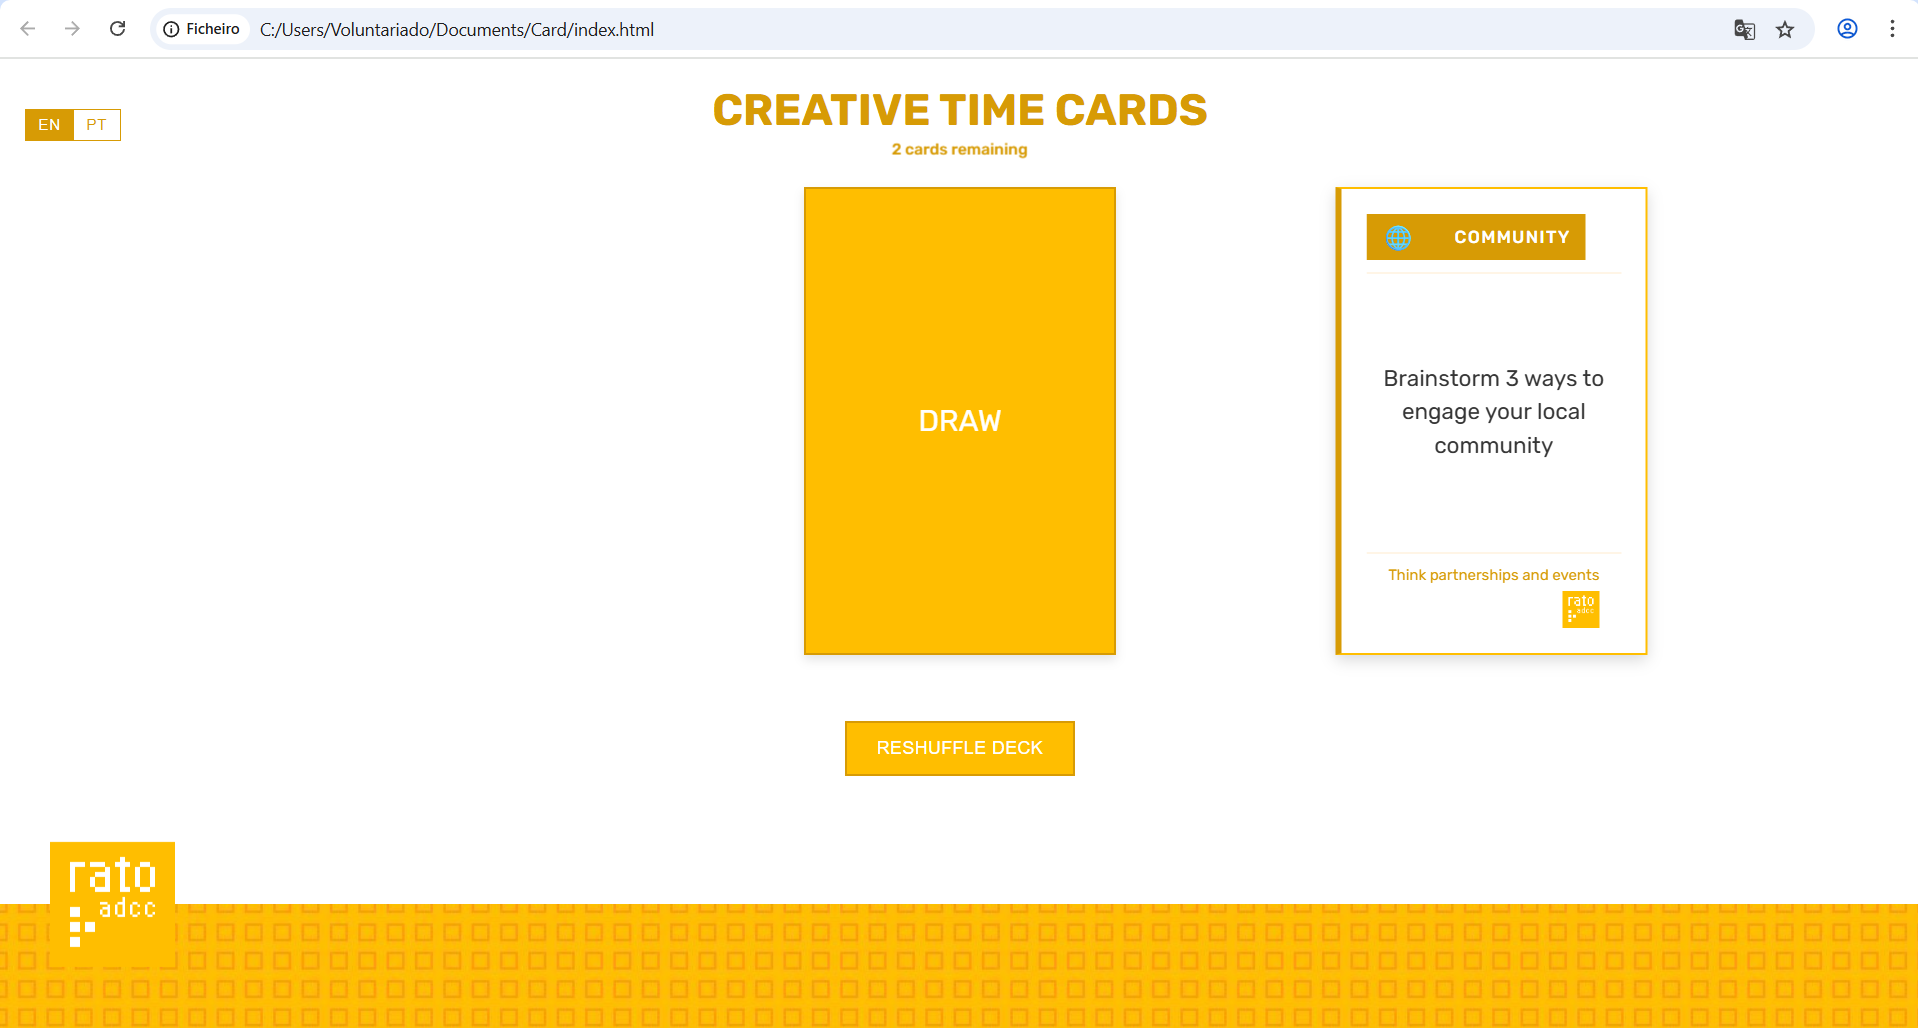 Ficheiro C:/Users/Voluntariado/Documents/Card/index.html
EN PT
CREATIVE TIME CARDS
2 cards remaining
DRAW
COMMUNITY
Brainstorm 3 ways to
engage your local
community
Think partnerships and events
rato
adcc
RESHUFFLE DECK
rato
adcc